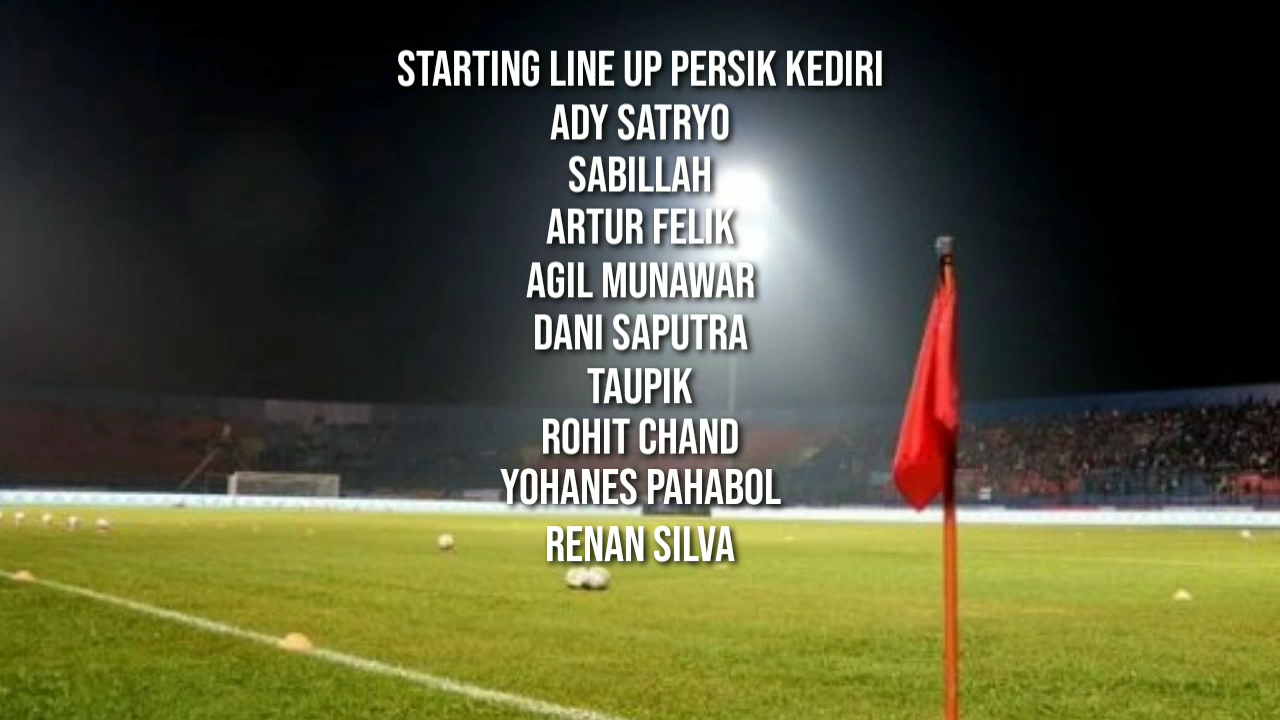 STARTING LINE UP PERSIK KEDIRI
ADY SATRYO
SABILLAH
ARTUR FELIK
AGIL MUNAWAR
DANI SAPUTRA
TAUPIK
ROHIT CHAND
YOHANES PAHABOL
RENAN SILVA